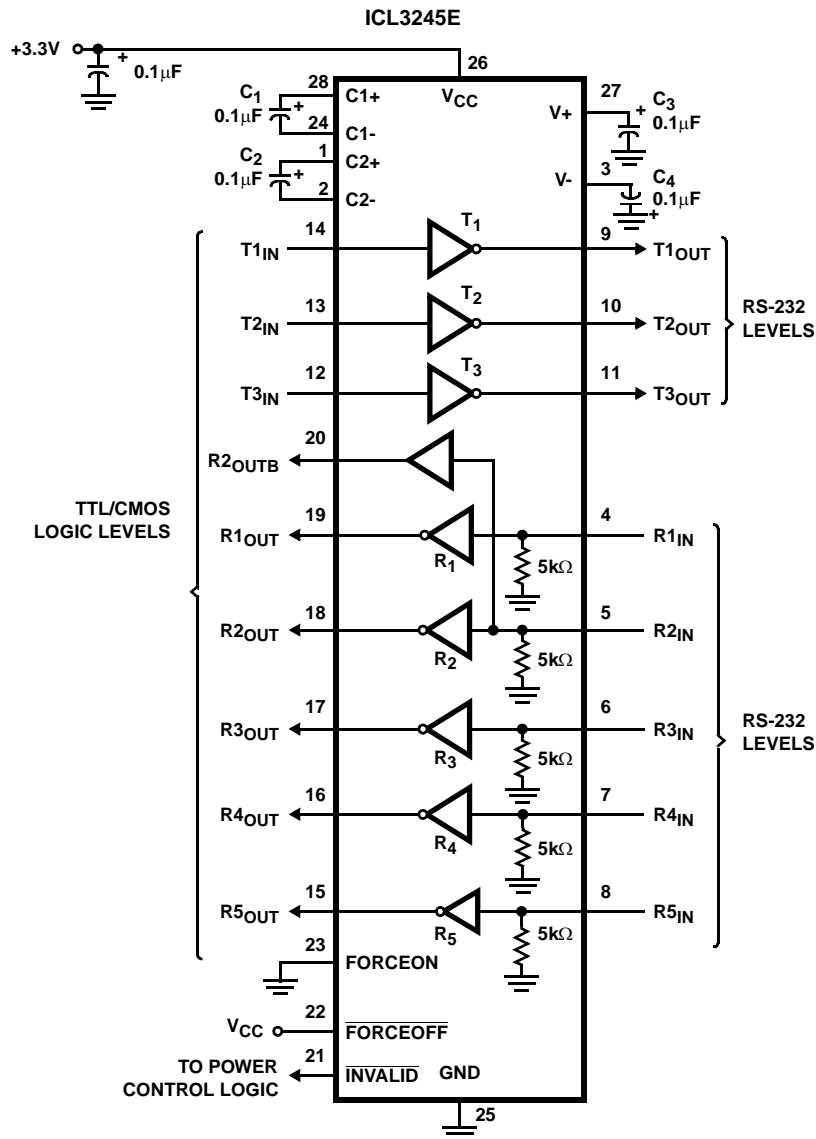 ICL3245E
+3.3V
+
0.1μF
26
VCC
28
C1+
C1
0.1μF
+
24
C1-
27
V+
+
C3
0.1μF
1
C2+
C2
0.1μF
+
2
C2-
3
V-
C4
0.1μF
+
T1IN
14
T1
9
T1OUT
T2IN
13
T2
10
T2OUT
RS-232
LEVELS
T3IN
12
T3
11
T3OUT
R2OUTB
20
TTL/CMOS
LOGIC LEVELS
R1OUT
19
R1
5kΩ
4
R1IN
R2OUT
18
R2
5kΩ
5
R2IN
R3OUT
17
R3
5kΩ
6
R3IN
RS-232
LEVELS
R4OUT
16
R4
5kΩ
7
R4IN
R5OUT
15
R5
5kΩ
8
R5IN
23
FORCEON
VCC
22
FORCEOFF
TO POWER
CONTROL LOGIC
21
INVALID
GND
25